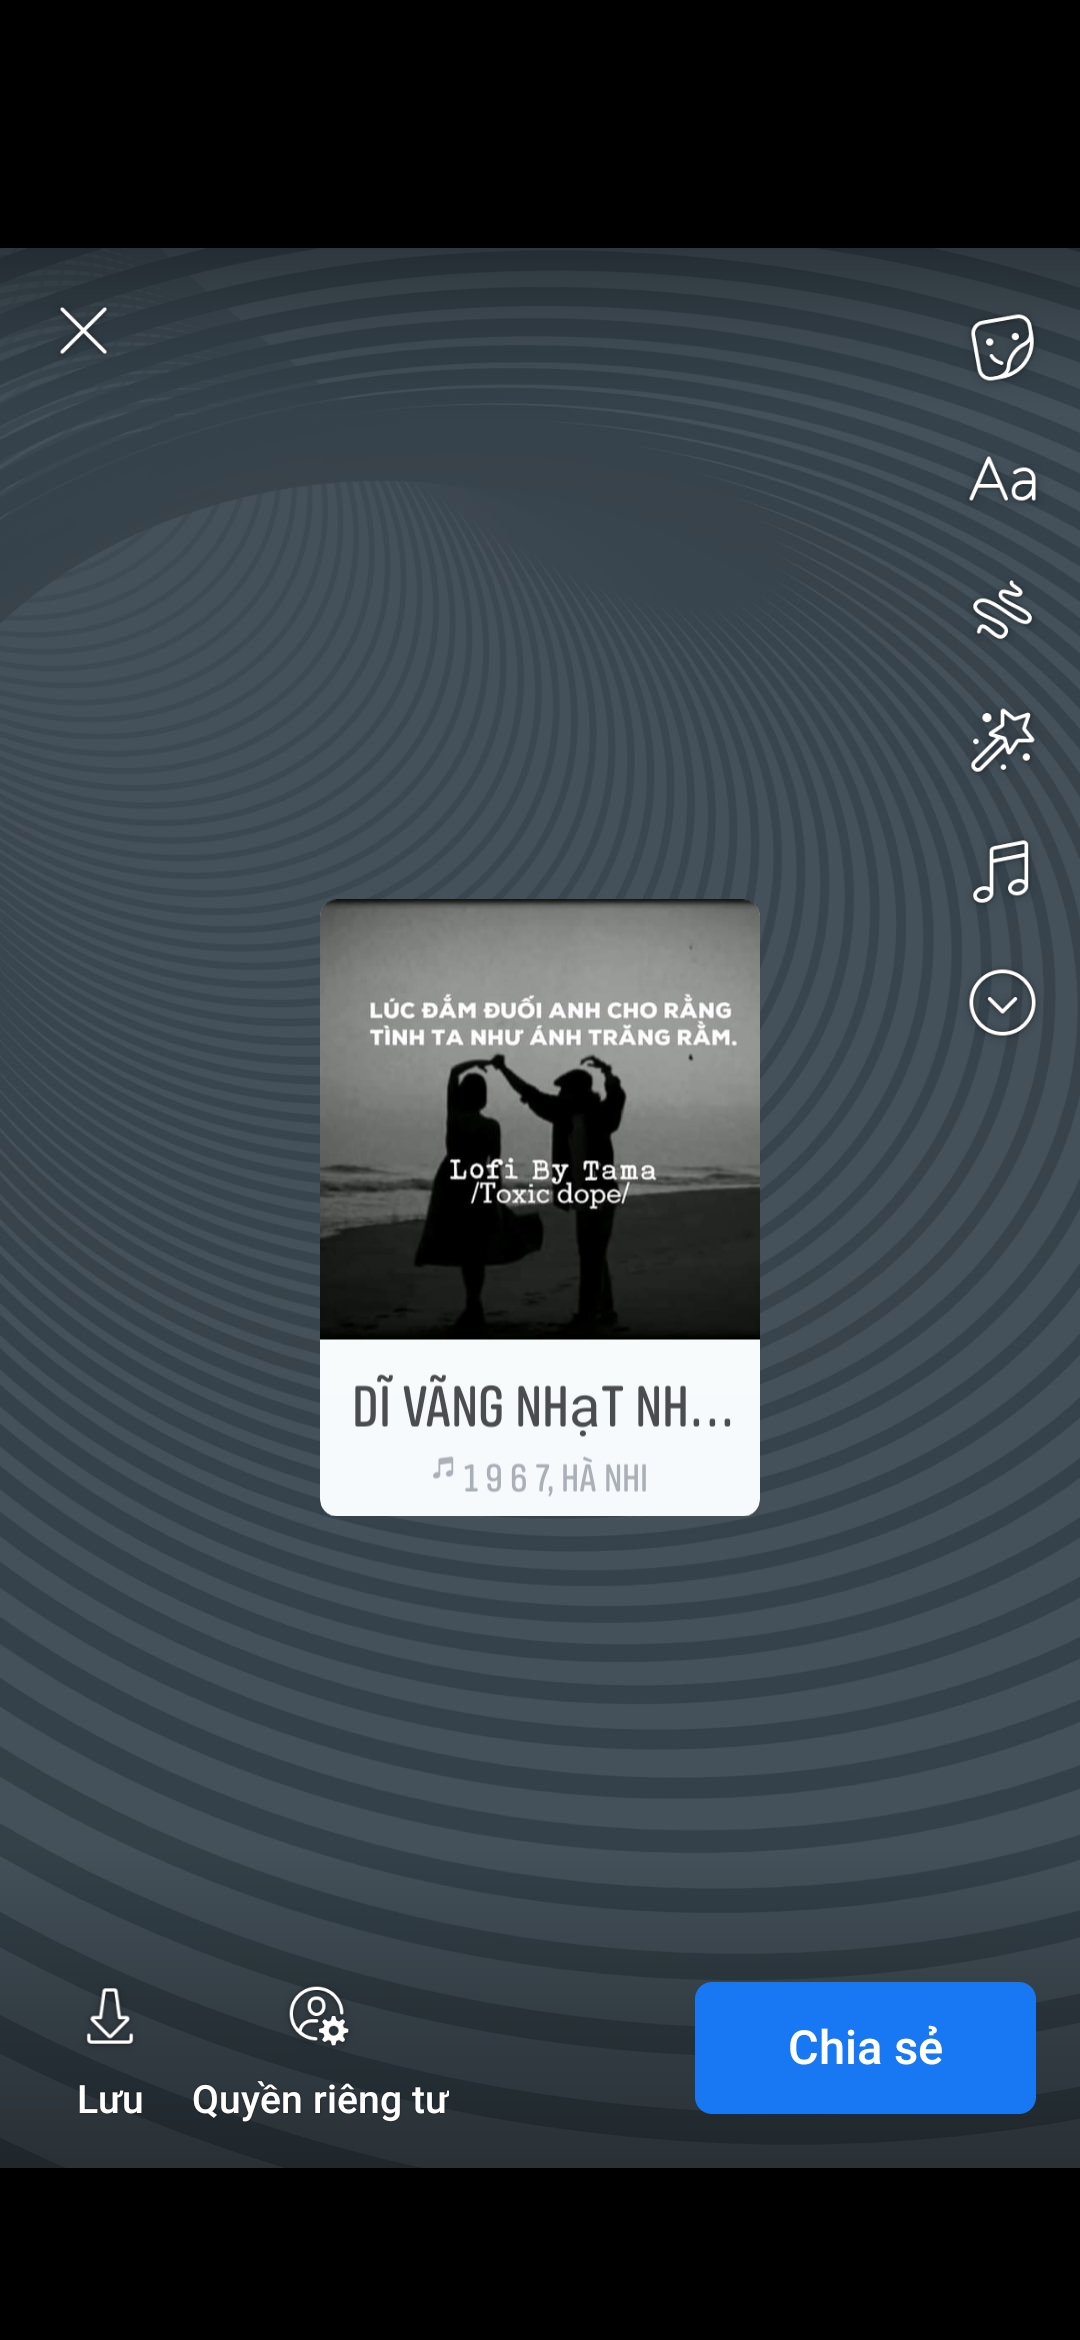 Aa
LÚC ĐẮM ĐUỐI ANH CHO RẰNG
TÌNH TA NHƯ ÁNH TRĂNG RẰM.
Lofi By Tama
/Toxic dope/
DĨ VÃNG NHạT NH...
1 9 6 7, HÀ NHI
Lưu
Quyền riêng tư
Chia sẻ